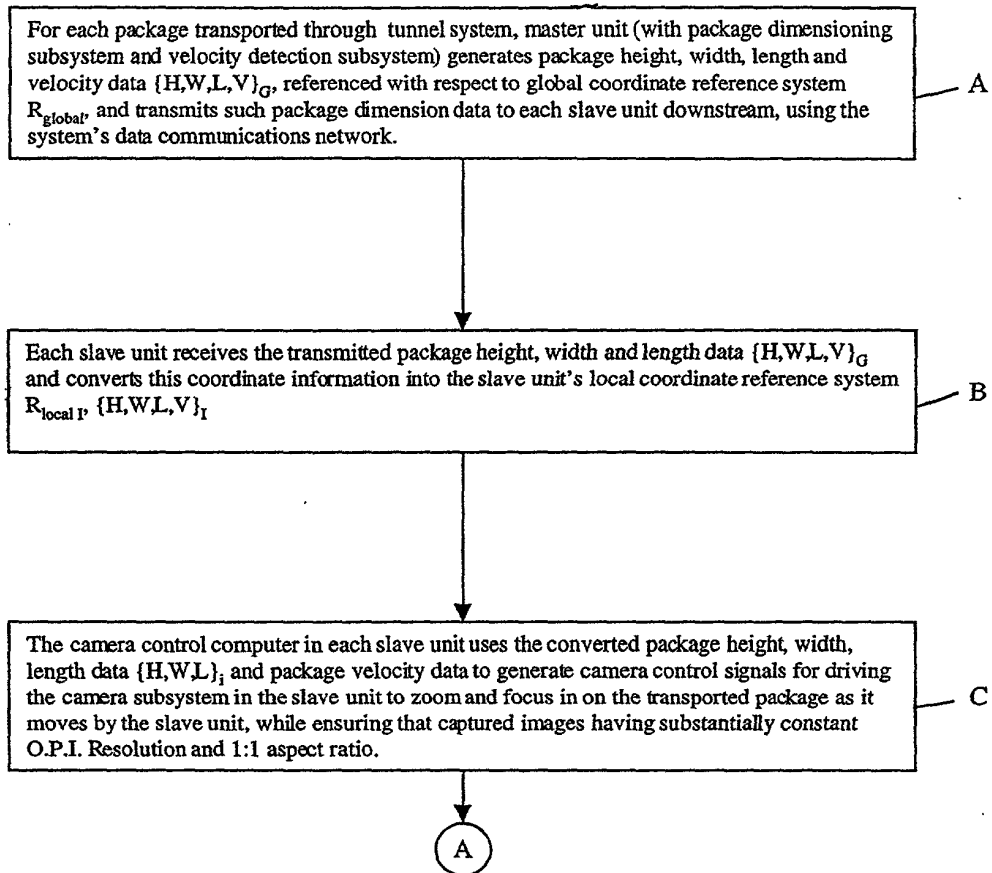 For each package transported through tunnel system, master unit (with package dimensioning
subsystem and velocity detection subsystem) generates package height, width, length and
velocity data {H,W,L,V}G, referenced with respect to global coordinate reference system
Rglobal, and transmits such package dimension data to each slave unit downstream, using the
system's data communications network.
A
Each slave unit receives the transmitted package height, width and length data {H,W,L,V}G
and converts this coordinate information into the slave unit's local coordinate reference system
Rlocal I, {H,W,L,V}I
B
The camera control computer in each slave unit uses the converted package height, width,
length data {H,W,L}i and package velocity data to generate camera control signals for driving
the camera subsystem in the slave unit to zoom and focus in on the transported package as it
moves by the slave unit, while ensuring that captured images having substantially constant
O.P.I. Resolution and 1:1 aspect ratio.
C
A